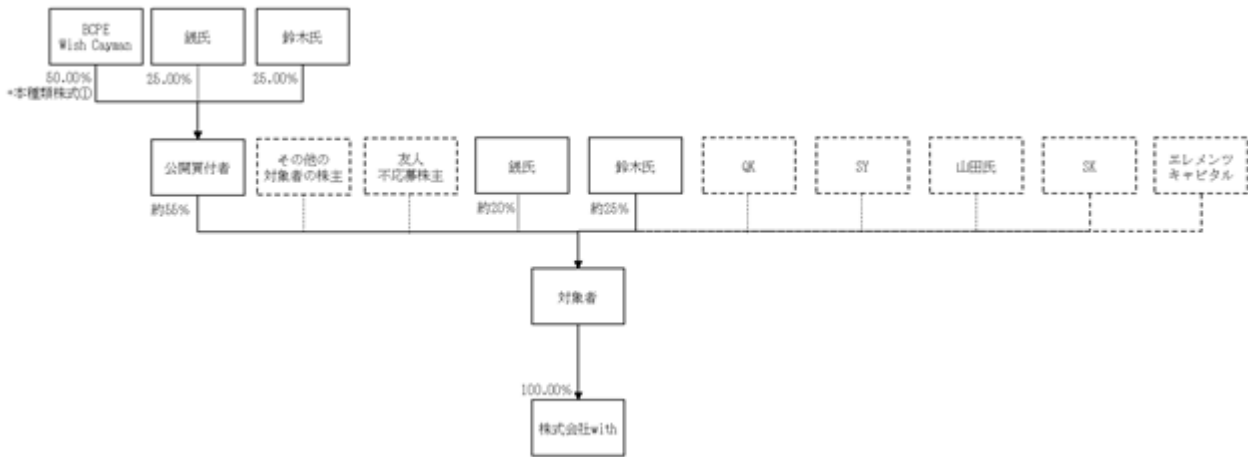 BCPE
Wish Cayman
銭氏
鈴木氏
50.00%
*本種類株式①
25.00%
25.00%
公開買付者
その他の
対象者の株主
友人
不応募株主
銭氏
鈴木氏
QK
SY
山田氏
SK
エレメンツ
キャピタル
約55%
約20%
約25%
対象者
100.00%
株式会社with